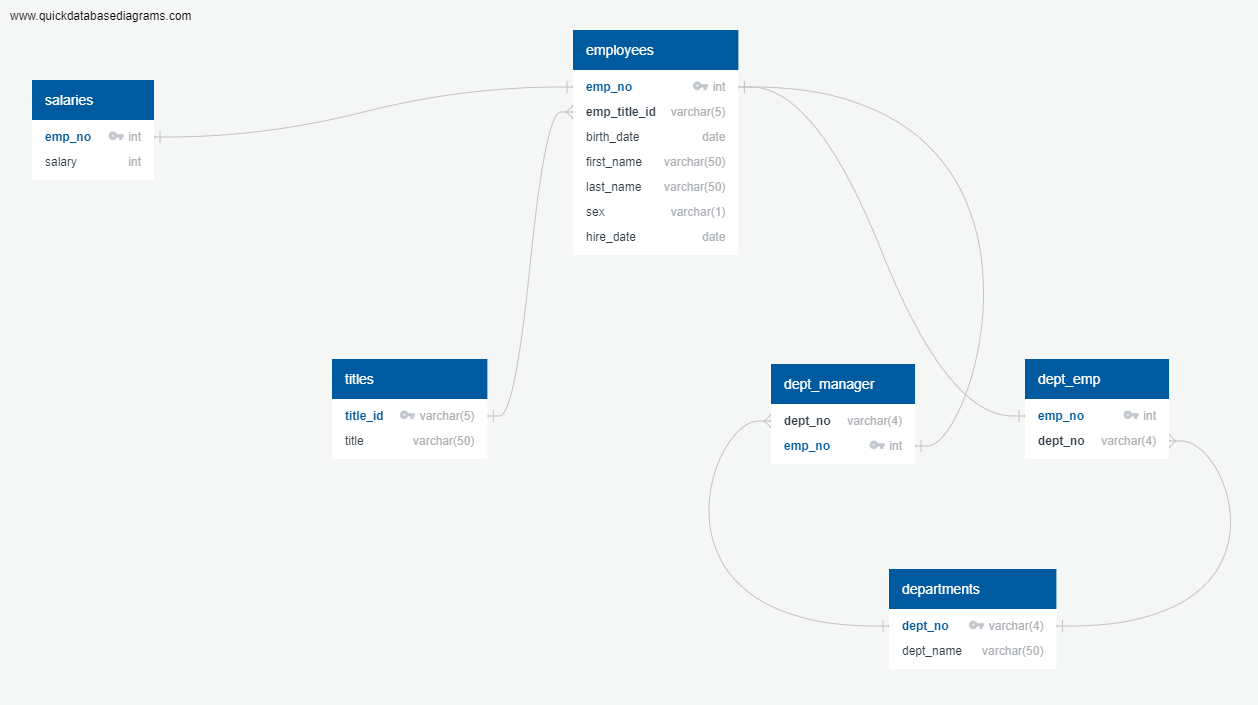 www.quickdatabasediagrams.com
employees
emp_no int
emp_title_id varchar(5)
birth_date date
first_name varchar(50)
last_name varchar(50)
sex varchar(1)
hire_date date
salaries
emp_no int
salary int
titles
title_id varchar(5)
title varchar(50)
dept_manager
dept_no varchar(4)
emp_no int
dept_emp
emp_no int
dept_no varchar(4)
departments
dept_no varchar(4)
dept_name varchar(50)